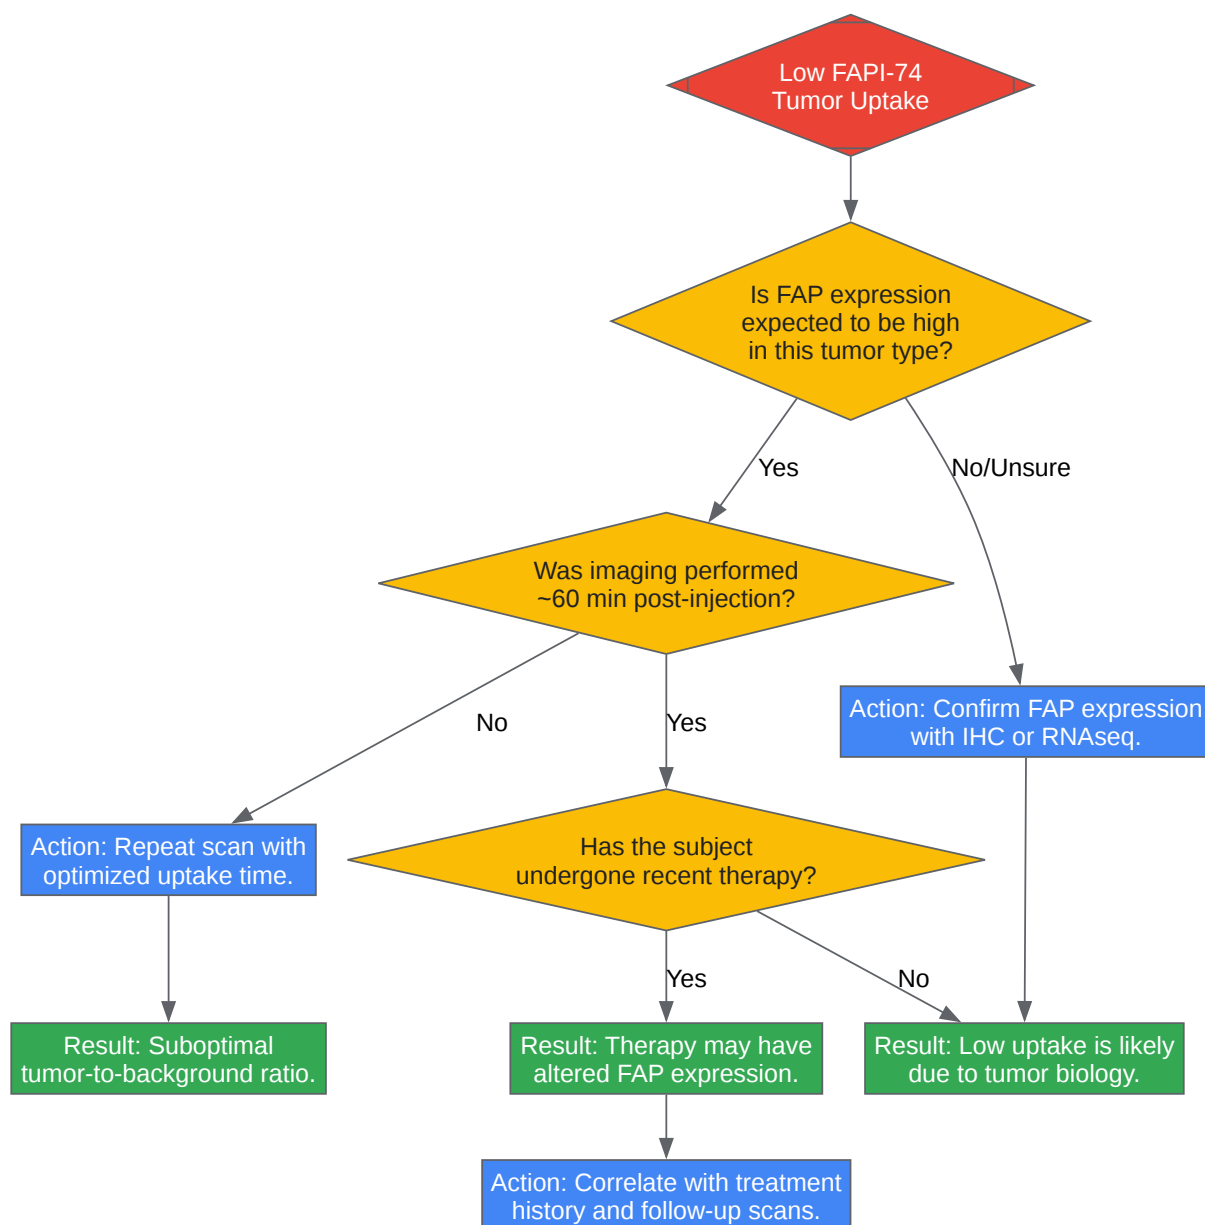 Low FAPI-74
Tumor Uptake
Is FAP expression
expected to be high
in this tumor type?
Yes
No/Unsure
Was imaging performed
~60 min post-injection?
No
Yes
Action: Confirm FAP expression
with IHC or RNAseq.
Action: Repeat scan with
optimized uptake time.
Has the subject
undergone recent therapy?
Yes
No
Result: Suboptimal
tumor-to-background ratio.
Result: Therapy may have
altered FAP expression.
Result: Low uptake is likely
due to tumor biology.
Action: Correlate with treatment
history and follow-up scans.